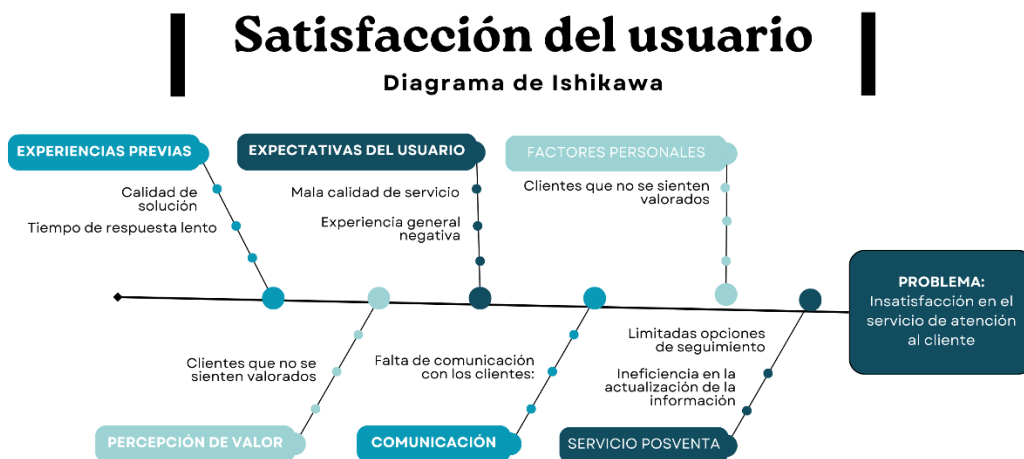 Satisfacción del usuario
Diagrama de Ishikawa
EXPERIENCIAS PREVIAS
Calidad de
solución
Tiempo de respuesta lento
EXPECTATIVAS DEL USUARIO
Mala calidad de servicio
Experiencia general
negativa
FACTORES PERSONALES
Clientes que no se sienten
valorados
PROBLEMA:
Insatisfacción en el
servicio de atención
al cliente
Clientes que no se
sienten valorados
PERCEPCIÓN DE VALOR
Falta de comunicación
con los clientes:
COMUNICACIÓN
Limitadas opciones
de seguimiento
Ineficiencia en la
actualización de la
información
SERVICIO POSVENTA